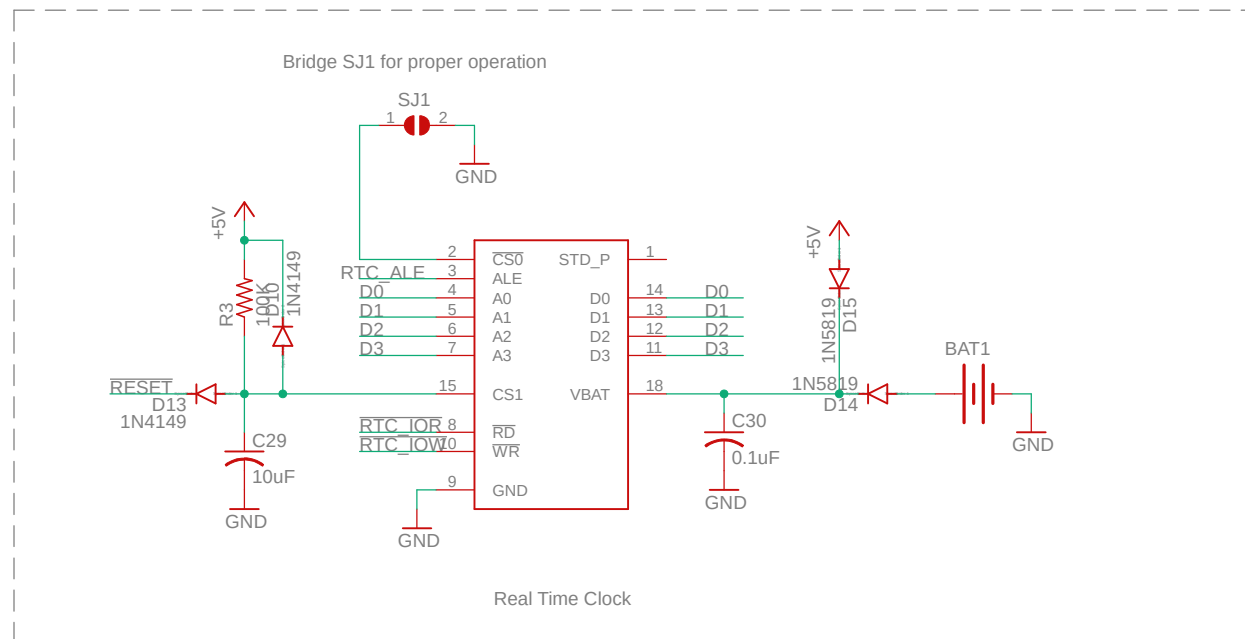 Bridge SJ1 for proper operation
SJ1
1 2
GND
+5V
R3
100K
D10
1N4149
RTC_ALE
D0
D1
D2
D3
2 CS0
3 ALE
4 A0
5 A1
6 A2
7 A3
15 CS1
8 RD
10 WR
9 GND
STD_P 1
D0 14 D0
D1 13 D1
D2 12 D2
D3 11 D3
VBAT 18
RESET
D13
1N4149
C29
10uF
GND
RTC_IOR
RTC_IOW
GND
+5V
1N5819
D15
1N5819
D14
BAT1
GND
C30
0.1uF
GND
Real Time Clock